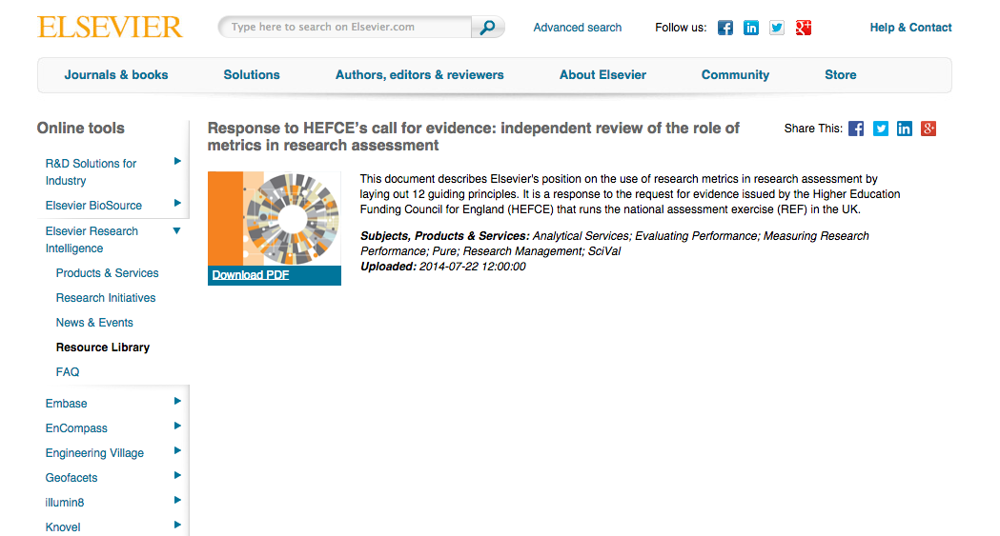 ELSEVIER
Type here to search on Elsevier.com
Advanced search
Follow us:
Help & Contact
Journals & books
Solutions
Authors, editors & reviewers
About Elsevier
Community
Store
Online tools
R&D Solutions for
Industry
Elsevier BioSource
Elsevier Research
Intelligence
Products & Services
Research Initiatives
News & Events
Resource Library
FAQ
Embase
EnCompass
Engineering Village
Geofacets
illumin8
Knovel
Response to HEFCE's call for evidence: independent review of the role of
metrics in research assessment
Share This:
Download PDF
This document describes Elsevier's position on the use of research metrics in research assessment by
laying out 12 guiding principles. It is a response to the request for evidence issued by the Higher Education
Funding Council for England (HEFCE) that runs the national assessment exercise (REF) in the UK.
Subjects, Products & Services: Analytical Services; Evaluating Performance; Measuring Research
Performance; Pure; Research Management; SciVal
Uploaded: 2014-07-22 12:00:00